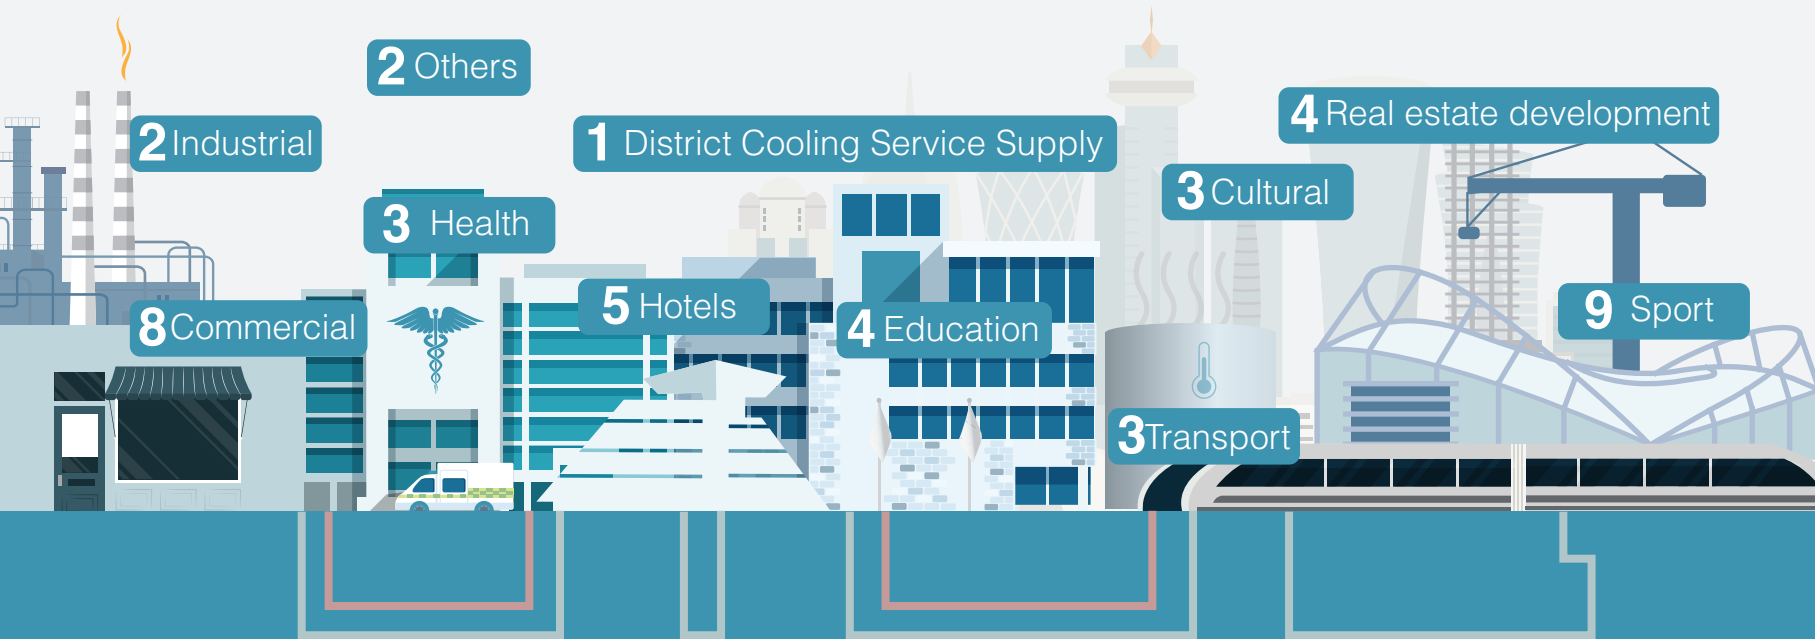 2 Others
2 Industrial
1 District Cooling Service Supply
4 Real estate development
3 Cultural
3 Health
5 Hotels
9 Sport
8 Commercial
4 Education
3 Transport